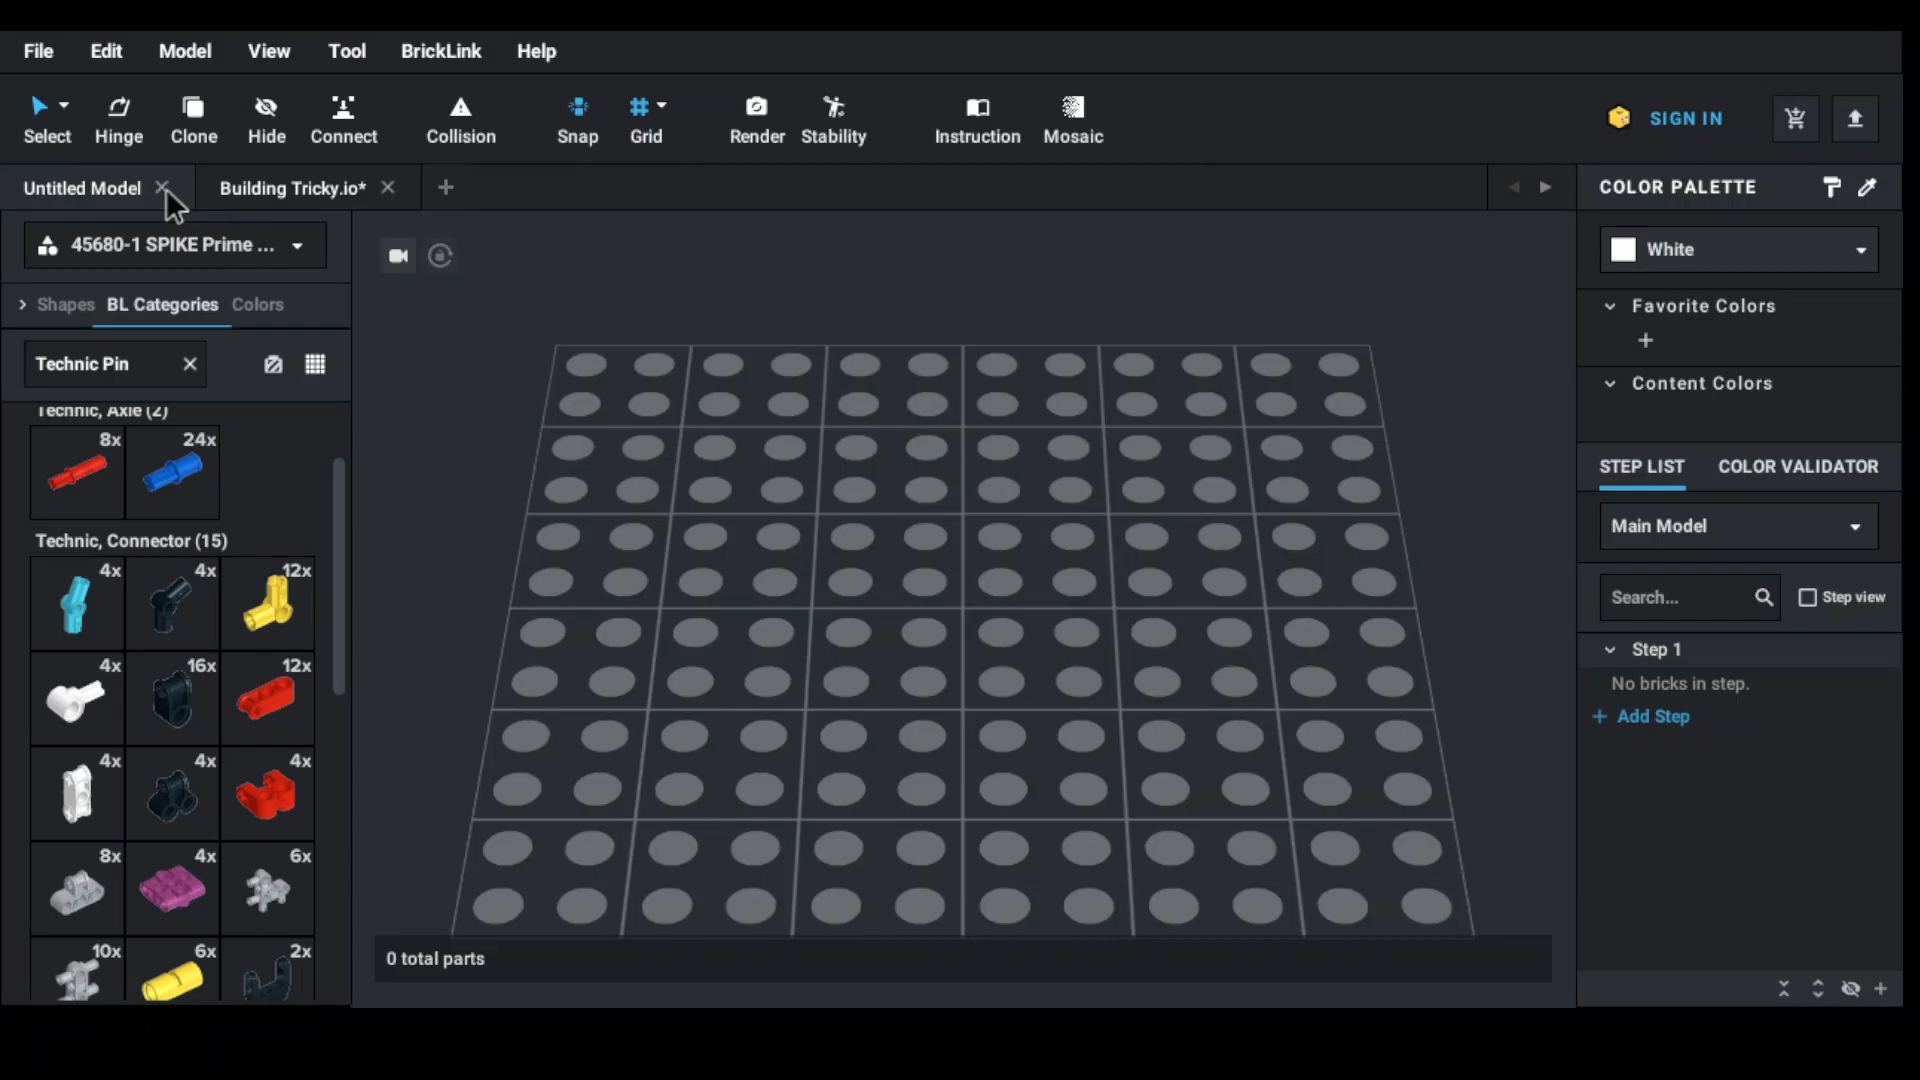 File Edit Model View Tool BrickLink Help
Select Hinge Clone Hide Connect Collision Snap Grid Render Stability Instruction Mosaic SIGN IN
Untitled Model Building Tricky.io* COLOR PALETTE
45680-1 SPIKE Prime ... White
Shapes BL Categories Colors Favorite Colors
Technic Pin
Content Colors
Technic, Axle (2)
8x 24x
STEP LIST COLOR VALIDATOR
Main Model
Technic, Connector (15)
4x 4x 12x
Search... Step view
Step 1
4x 16x 12x
No bricks in step.
Add Step
4x 4x 4x
8x 4x 6x
10x 6x 2x
0 total parts